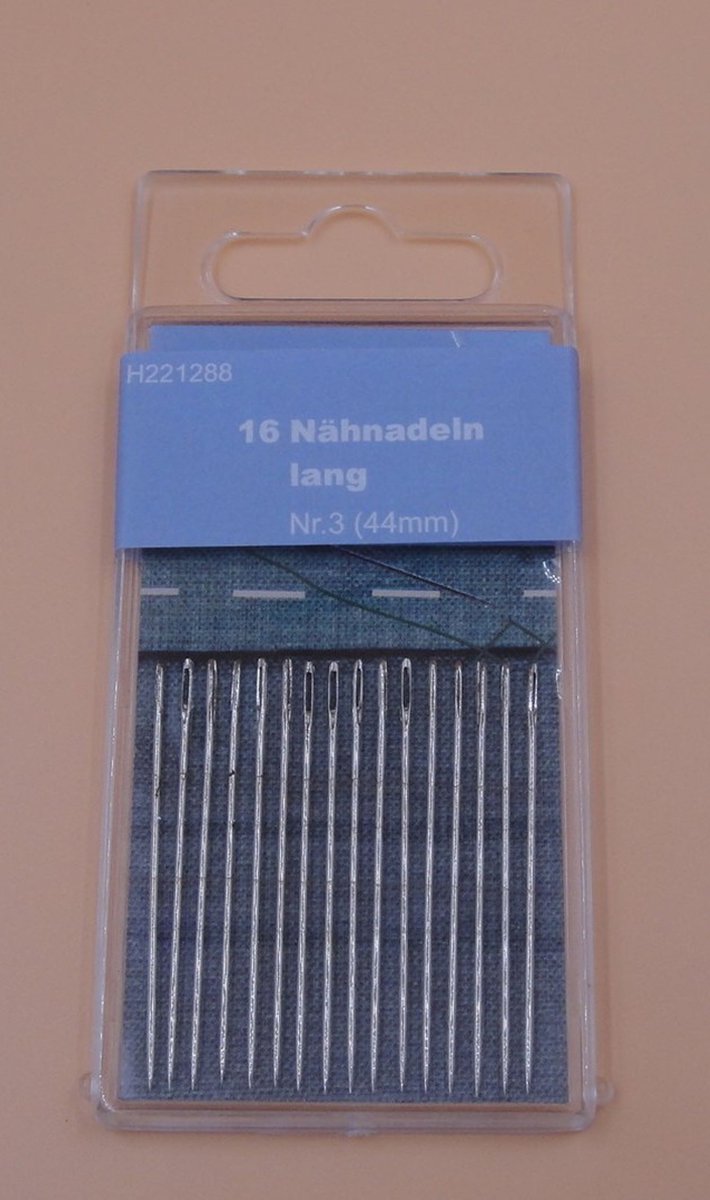 H221288
16 Nähnadeln
lang
Nr.3 (44mm)